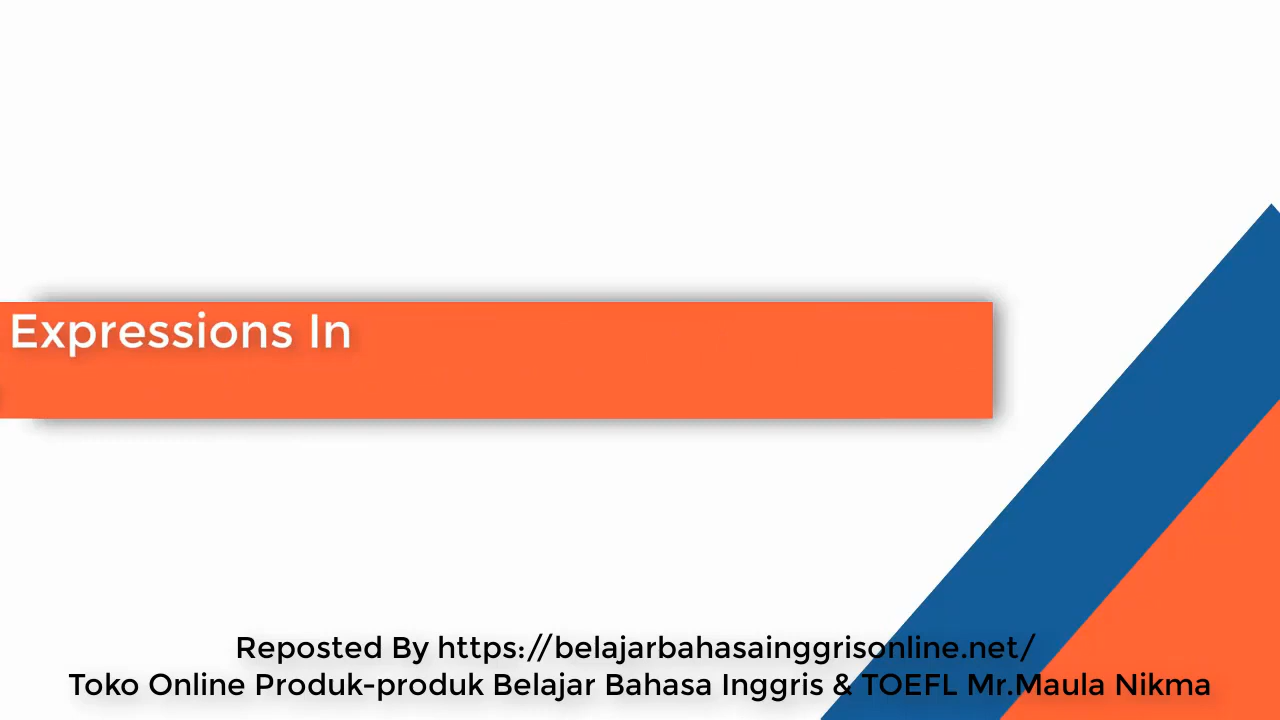 Expressions In
Reposted By https://belajarbahasainggrisonline.net/
Toko Online Produk-produk Belajar Bahasa Inggris & TOEFL Mr.Maula Nikma